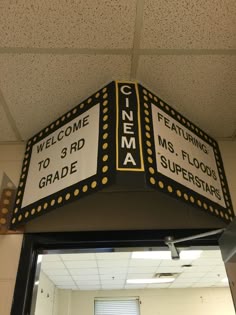 WELCOME
TO 3RD
GRADE
CINEMA
FEATURING
MS. FLOOD'S
SUPERSTARS